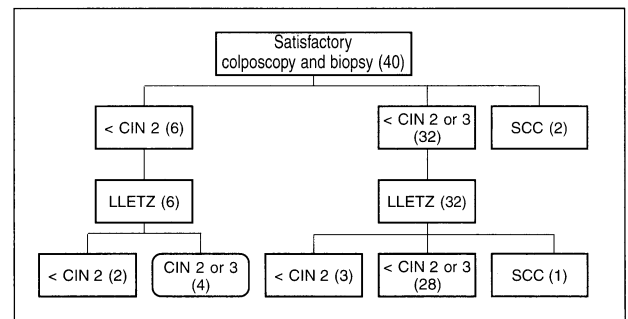 Satisfactory
colposcopy and biopsy (40)
< CIN 2 (6)
< CIN 2 or 3
(32)
SCC (2)
LLETZ (6)
LLETZ (32)
< CIN 2 (2)
CIN 2 or 3
(4)
< CIN 2 (3)
< CIN 2 or 3
(28)
SCC (1)